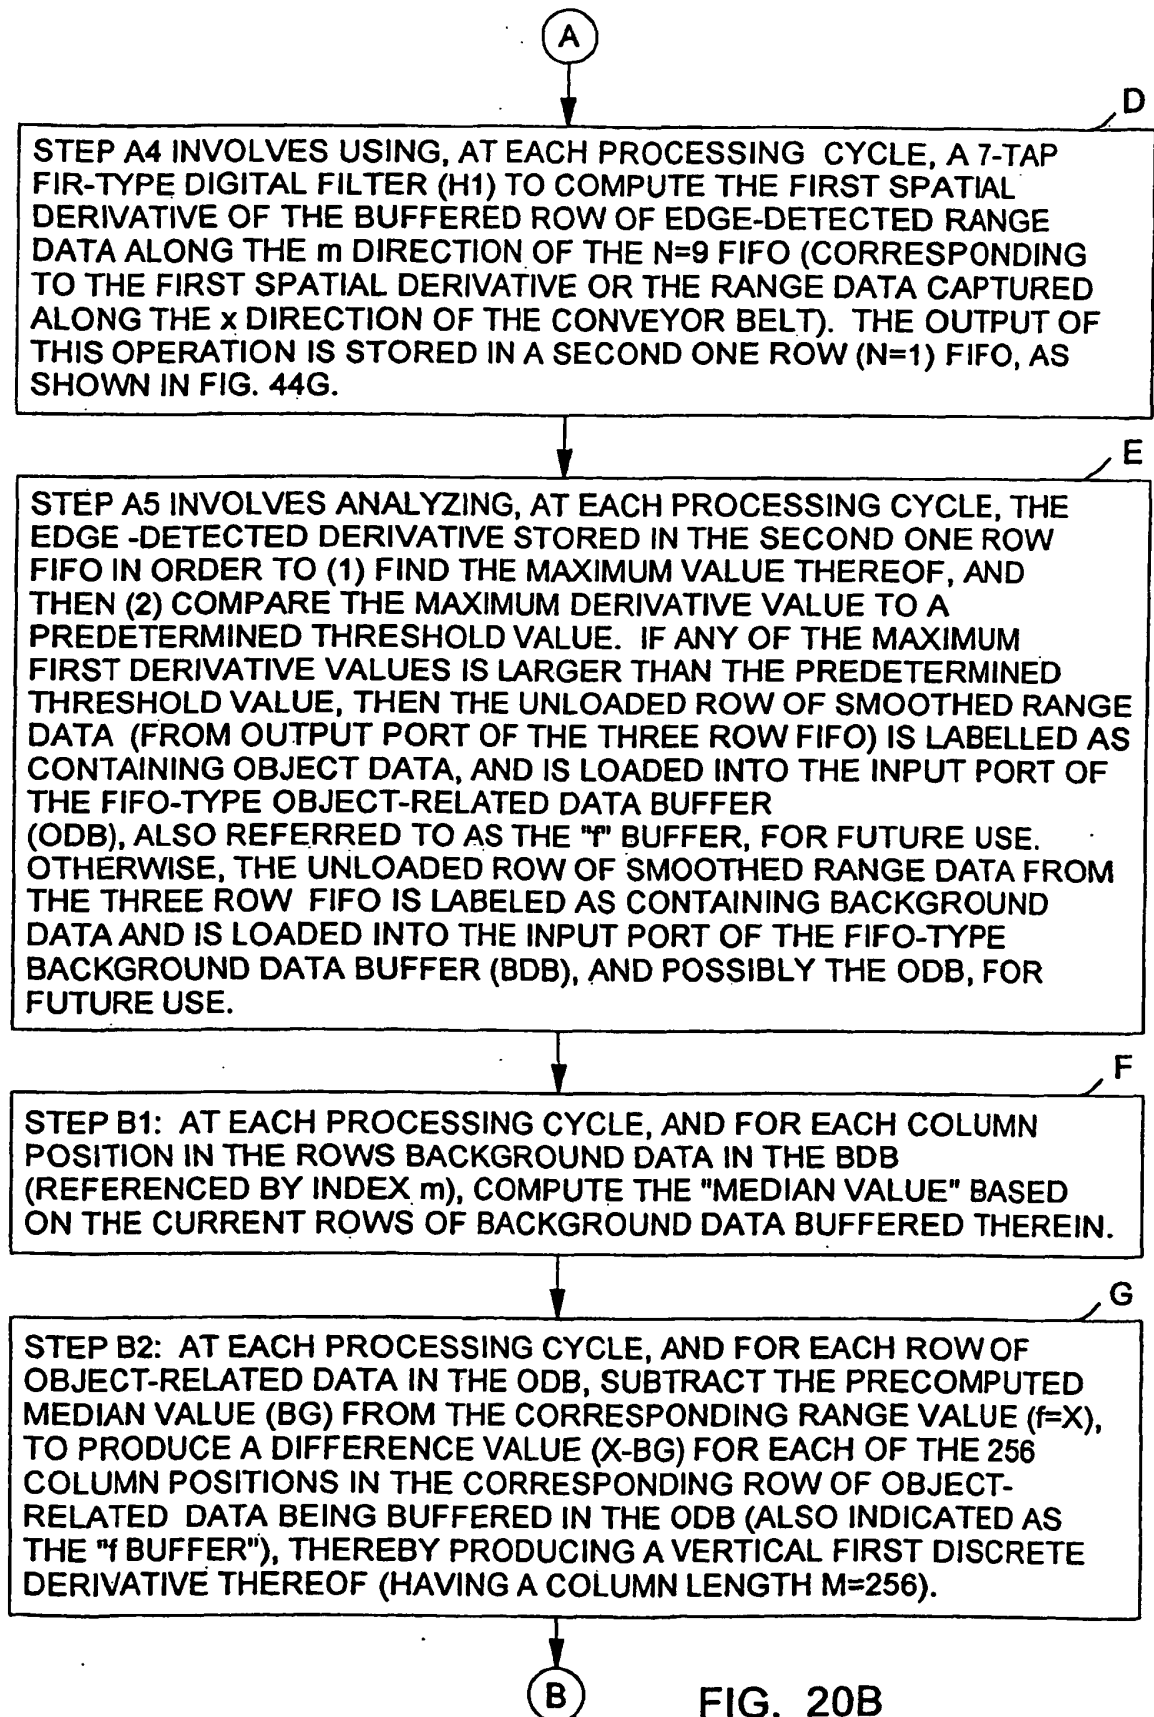 A
D
STEP A4 INVOLVES USING, AT EACH PROCESSING CYCLE, A 7-TAP
FIR-TYPE DIGITAL FILTER (H1) TO COMPUTE THE FIRST SPATIAL
DERIVATIVE OF THE BUFFERED ROW OF EDGE-DETECTED RANGE
DATA ALONG THE m DIRECTION OF THE N=9 FIFO (CORRESPONDING
TO THE FIRST SPATIAL DERIVATIVE OR THE RANGE DATA CAPTURED
ALONG THE x DIRECTION OF THE CONVEYOR BELT). THE OUTPUT OF
THIS OPERATION IS STORED IN A SECOND ONE ROW (N=1) FIFO, AS
SHOWN IN FIG. 44G.
E
STEP A5 INVOLVES ANALYZING, AT EACH PROCESSING CYCLE, THE
EDGE -DETECTED DERIVATIVE STORED IN THE SECOND ONE ROW
FIFO IN ORDER TO (1) FIND THE MAXIMUM VALUE THEREOF, AND
THEN (2) COMPARE THE MAXIMUM DERIVATIVE VALUE TO A
PREDETERMINED THRESHOLD VALUE. IF ANY OF THE MAXIMUM
FIRST DERIVATIVE VALUES IS LARGER THAN THE PREDETERMINED
THRESHOLD VALUE, THEN THE UNLOADED ROW OF SMOOTHED RANGE
DATA (FROM OUTPUT PORT OF THE THREE ROW FIFO) IS LABELLED AS
CONTAINING OBJECT DATA, AND IS LOADED INTO THE INPUT PORT OF
THE FIFO-TYPE OBJECT-RELATED DATA BUFFER
(ODB), ALSO REFERRED TO AS THE "f" BUFFER, FOR FUTURE USE.
OTHERWISE, THE UNLOADED ROW OF SMOOTHED RANGE DATA FROM
THE THREE ROW FIFO IS LABELED AS CONTAINING BACKGROUND
DATA AND IS LOADED INTO THE INPUT PORT OF THE FIFO-TYPE
BACKGROUND DATA BUFFER (BDB), AND POSSIBLY THE ODB, FOR
FUTURE USE.
F
STEP B1: AT EACH PROCESSING CYCLE, AND FOR EACH COLUMN
POSITION IN THE ROWS BACKGROUND DATA IN THE BDB
(REFERENCED BY INDEX m), COMPUTE THE "MEDIAN VALUE" BASED
ON THE CURRENT ROWS OF BACKGROUND DATA BUFFERED THEREIN.
G
STEP B2: AT EACH PROCESSING CYCLE, AND FOR EACH ROW OF
OBJECT-RELATED DATA IN THE ODB, SUBTRACT THE PRECOMPUTED
MEDIAN VALUE (BG) FROM THE CORRESPONDING RANGE VALUE (f=X),
TO PRODUCE A DIFFERENCE VALUE (X-BG) FOR EACH OF THE 256
COLUMN POSITIONS IN THE CORRESPONDING ROW OF OBJECT-
RELATED DATA BEING BUFFERED IN THE ODB (ALSO INDICATED AS
THE "f BUFFER"), THEREBY PRODUCING A VERTICAL FIRST DISCRETE
DERIVATIVE THEREOF (HAVING A COLUMN LENGTH M=256).
B
FIG. 20B